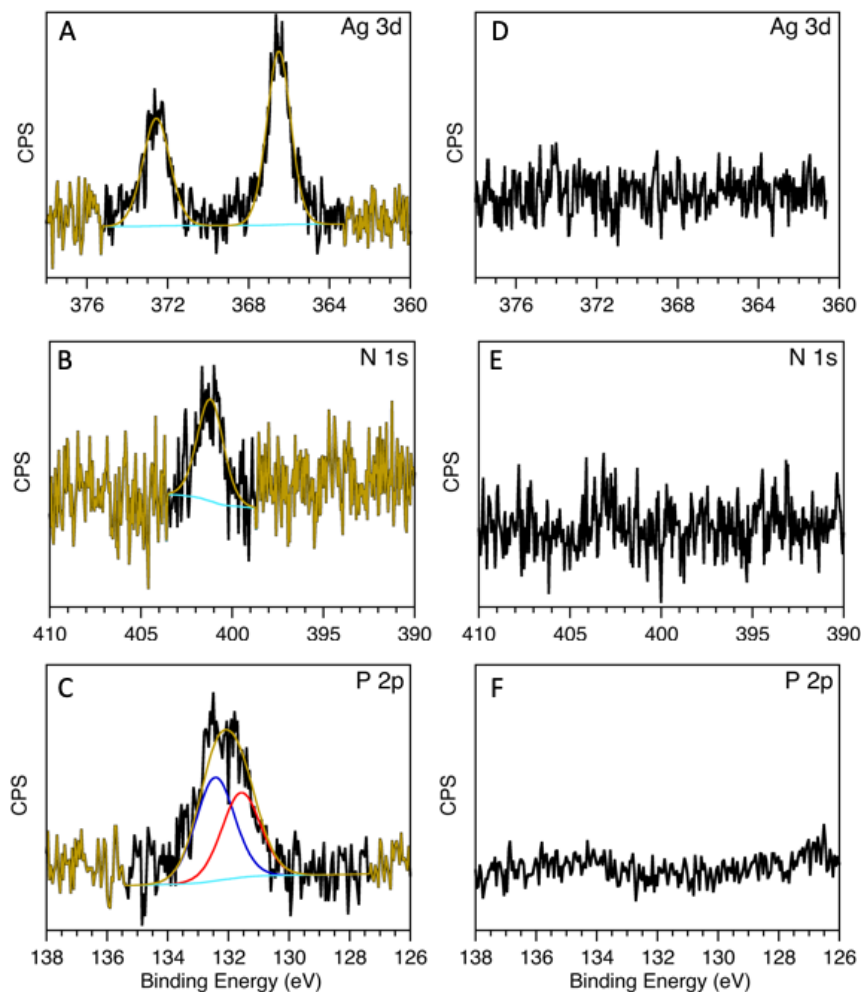 A
Ag 3d
CPS
376 372 368 364 360
D
Ag 3d
CPS
376 372 368 364 360
B
N 1s
CPS
410 405 400 395 390
E
N 1s
CPS
410 405 400 395 390
C
P 2p
CPS
138 136 134 132 130 128 126
Binding Energy (eV)
F
P 2p
CPS
138 136 134 132 130 128 126
Binding Energy (eV)